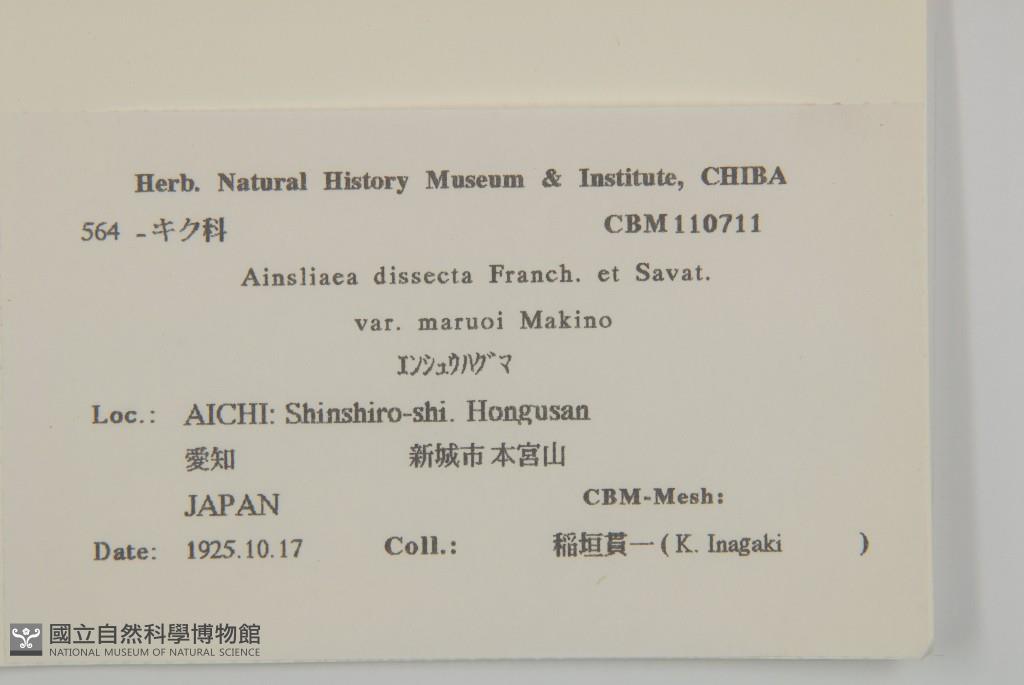 Herb. Natural History Museum & Institute, CHIBA
564 -キク科 CBM110711
Ainsliaea dissecta Franch. et Savat.
var. maruoi Makino
ｴﾝｼｭｳﾊｸﾞﾏ
Loc.: AICHI: Shinshiro-shi. Hongusan
愛知 新城市 本宮山
JAPAN CBM-Mesh:
Date: 1925.10.17 Coll.: 稲垣貫一 ( K. Inagaki )
國立自然科學博物館
NATIONAL MUSEUM OF NATURAL SCIENCE